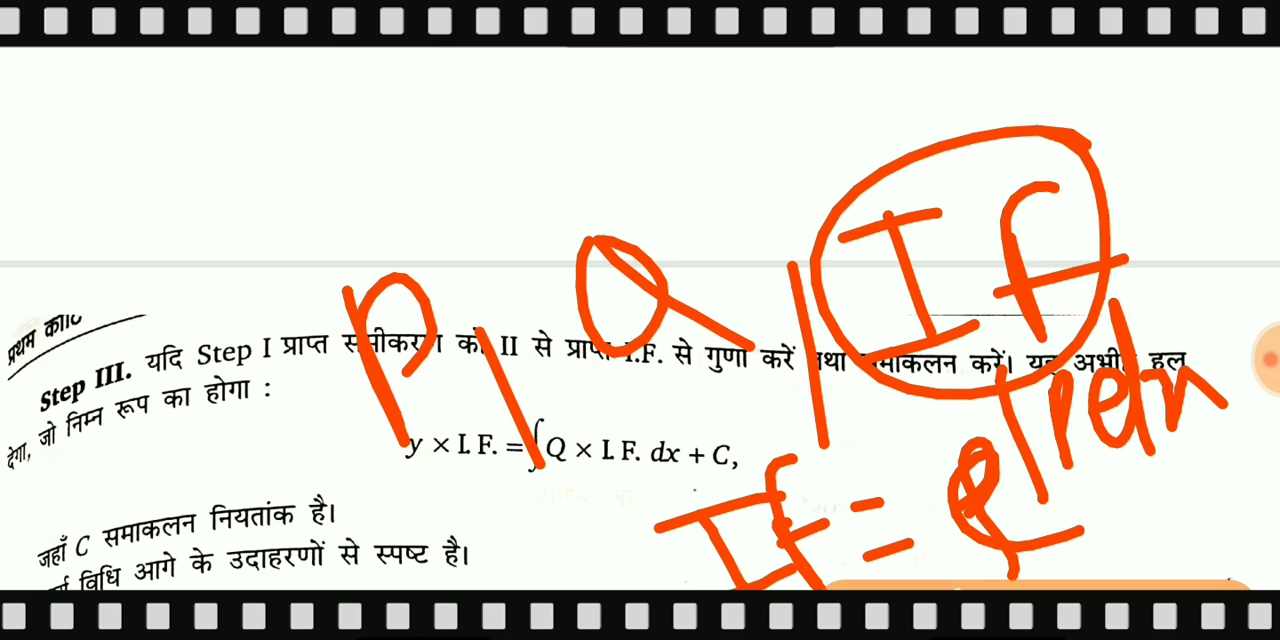 प्रथम
P, Q, If
Step III. यदि Step I प्राप्त समीकरण को II से प्राप्त I.F. से गुणा करें तथा समाकलन करें। यह अभीष्ट हल
देगा, जो निम्न रूप का होगा :
y × I.F. = ∫ Q × I.F. dx + C,
If = e∫pdx
जहाँ C समाकलन नियतांक है।
विधि आगे के उदाहरणों से स्पष्ट है।